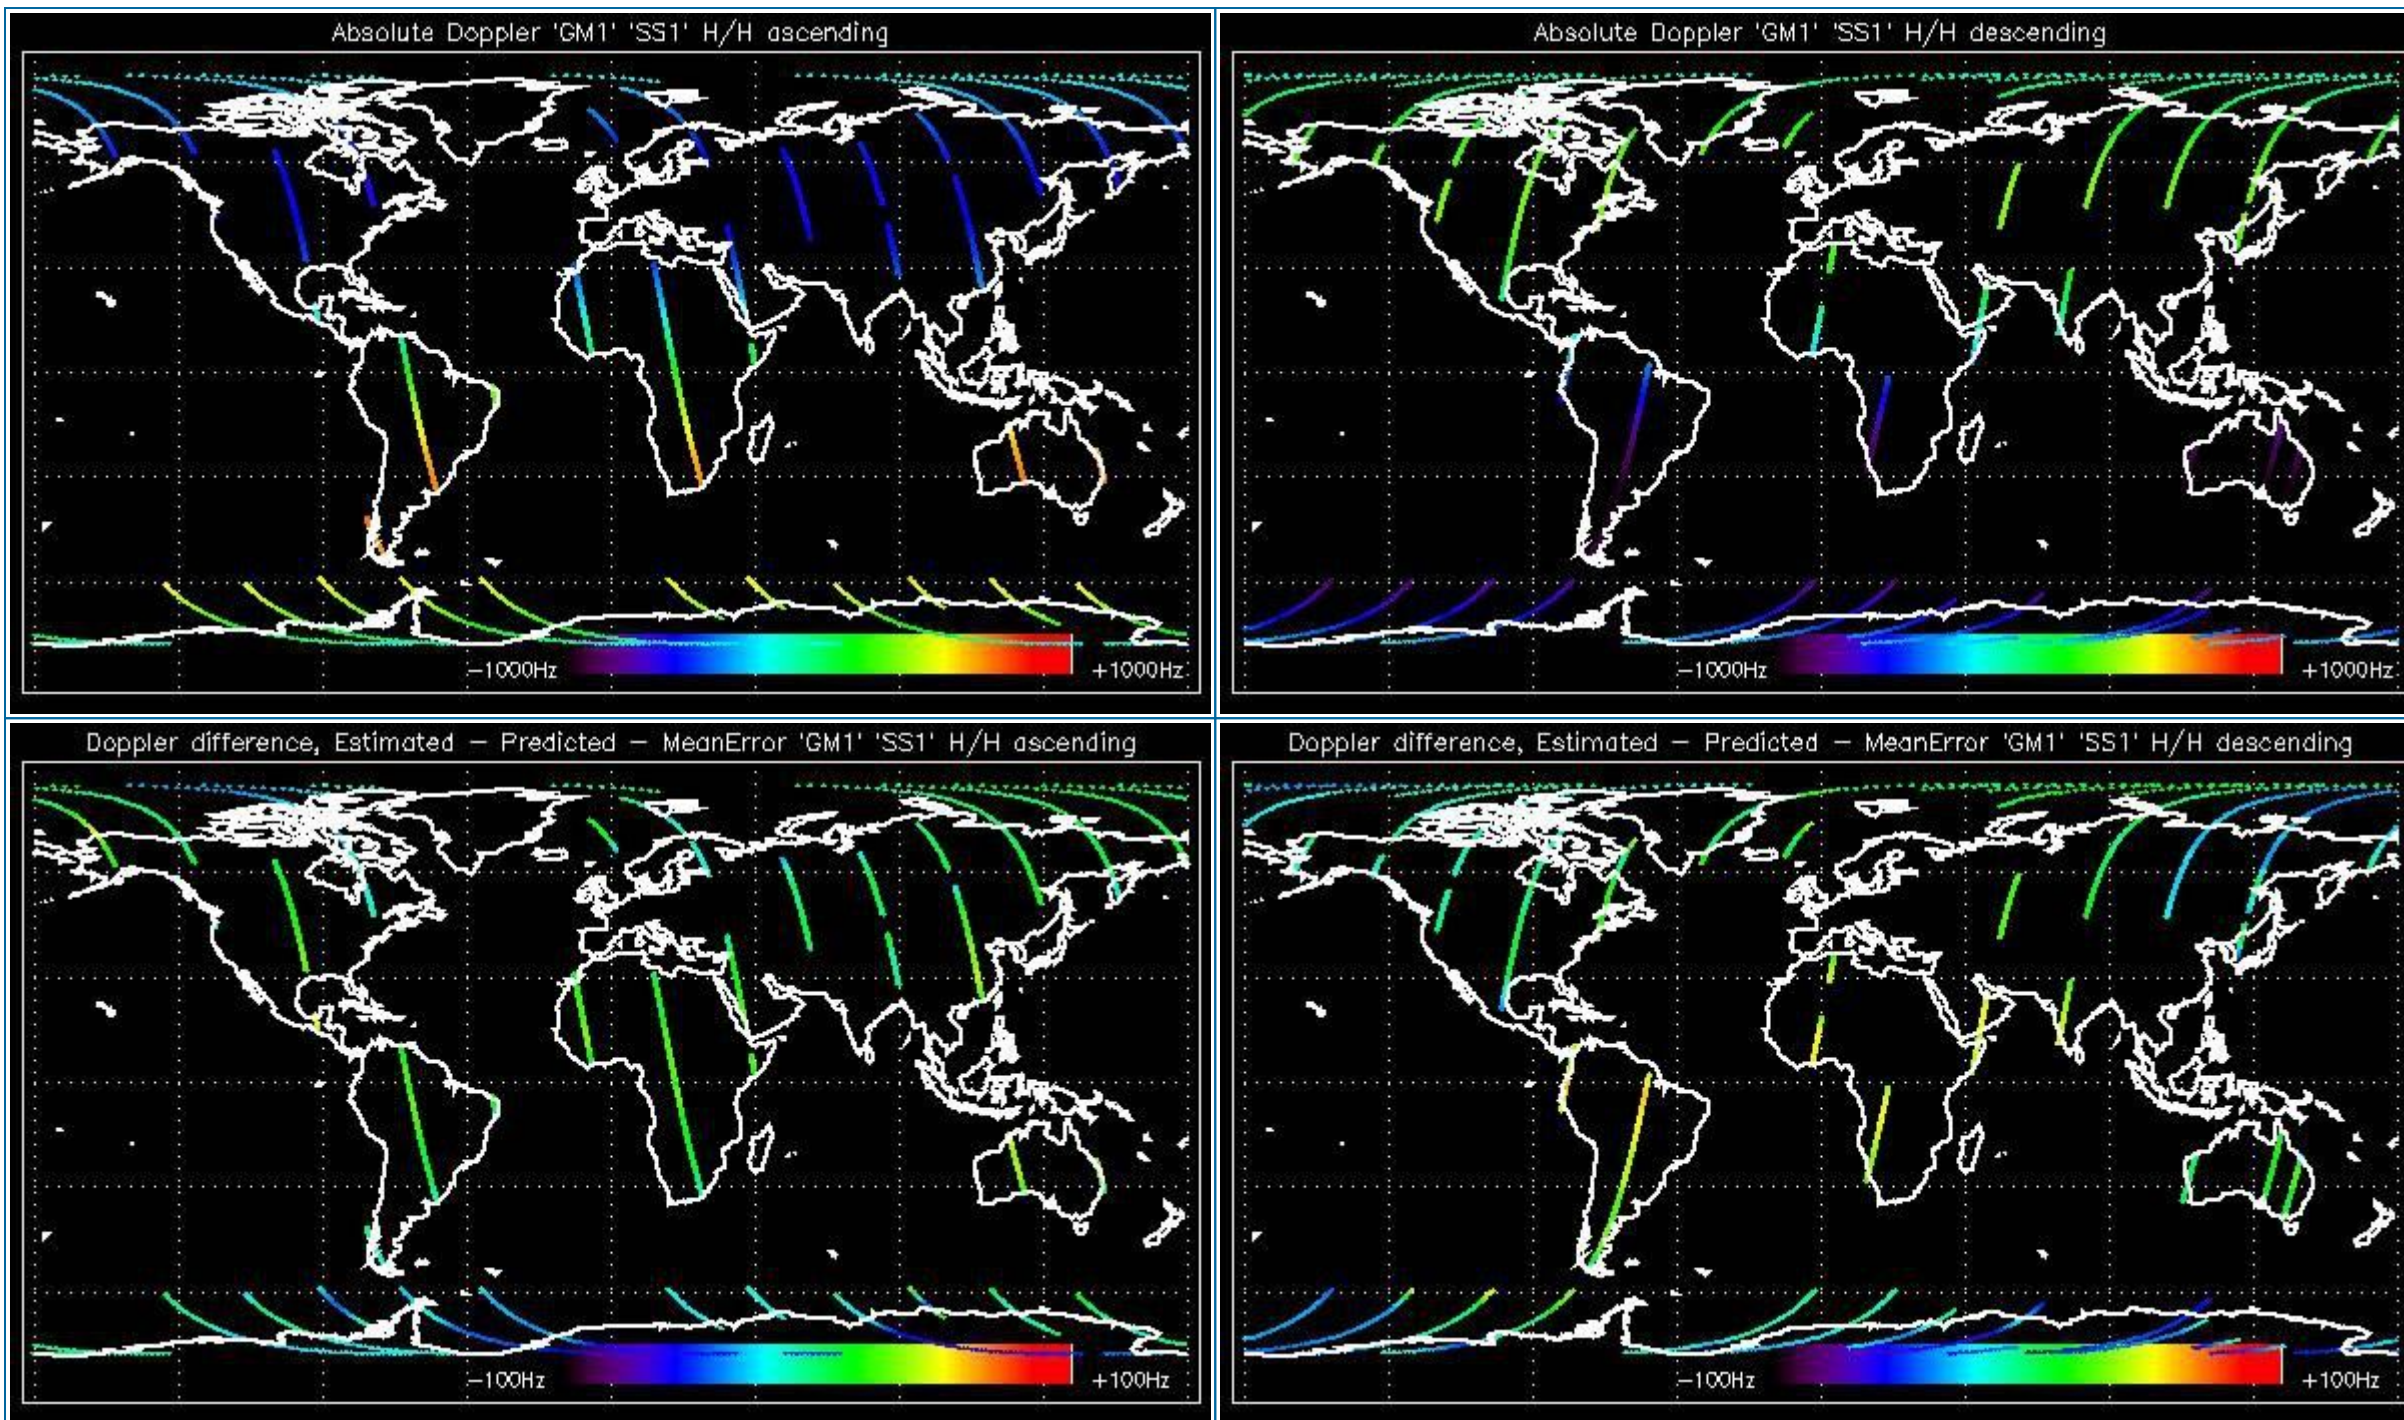 Absolute Doppler 'GM1' 'SS1' H/H ascending
-1000Hz
+1000Hz
Absolute Doppler 'GM1' 'SS1' H/H descending
-1000Hz
+1000Hz
Doppler difference, Estimated - Predicted - MeanError 'GM1' 'SS1' H/H ascending
-100Hz
+100Hz
Doppler difference, Estimated - Predicted - MeanError 'GM1' 'SS1' H/H descending
-100Hz
+100Hz